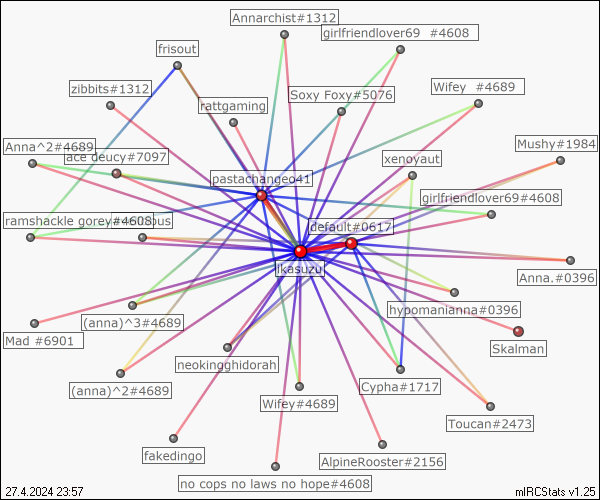 Annarchist#1312
girlfriendlover69 #4608
frisout
zibbits#1312
Soxy Foxy#5076
Wifey #4689
rattgaming
Anna^2#4689
Mushy#1984
ace deucy#7097
xenoyaut
pastachangeo41
girlfriendlover69#4608
ramshackle gorey#4608
default#0617
ikasuzu
Anna.#0396
hypomanianna#0396
(anna)^3#4689
Mad #6901
Skalman
neokingghidorah
(anna)^2#4689
Cypha#1717
Wifey#4689
Toucan#2473
fakedingo
AlpineRooster#2156
no cops no laws no hope#4608
27.4.2024 23:57
mIRCStats v1.25